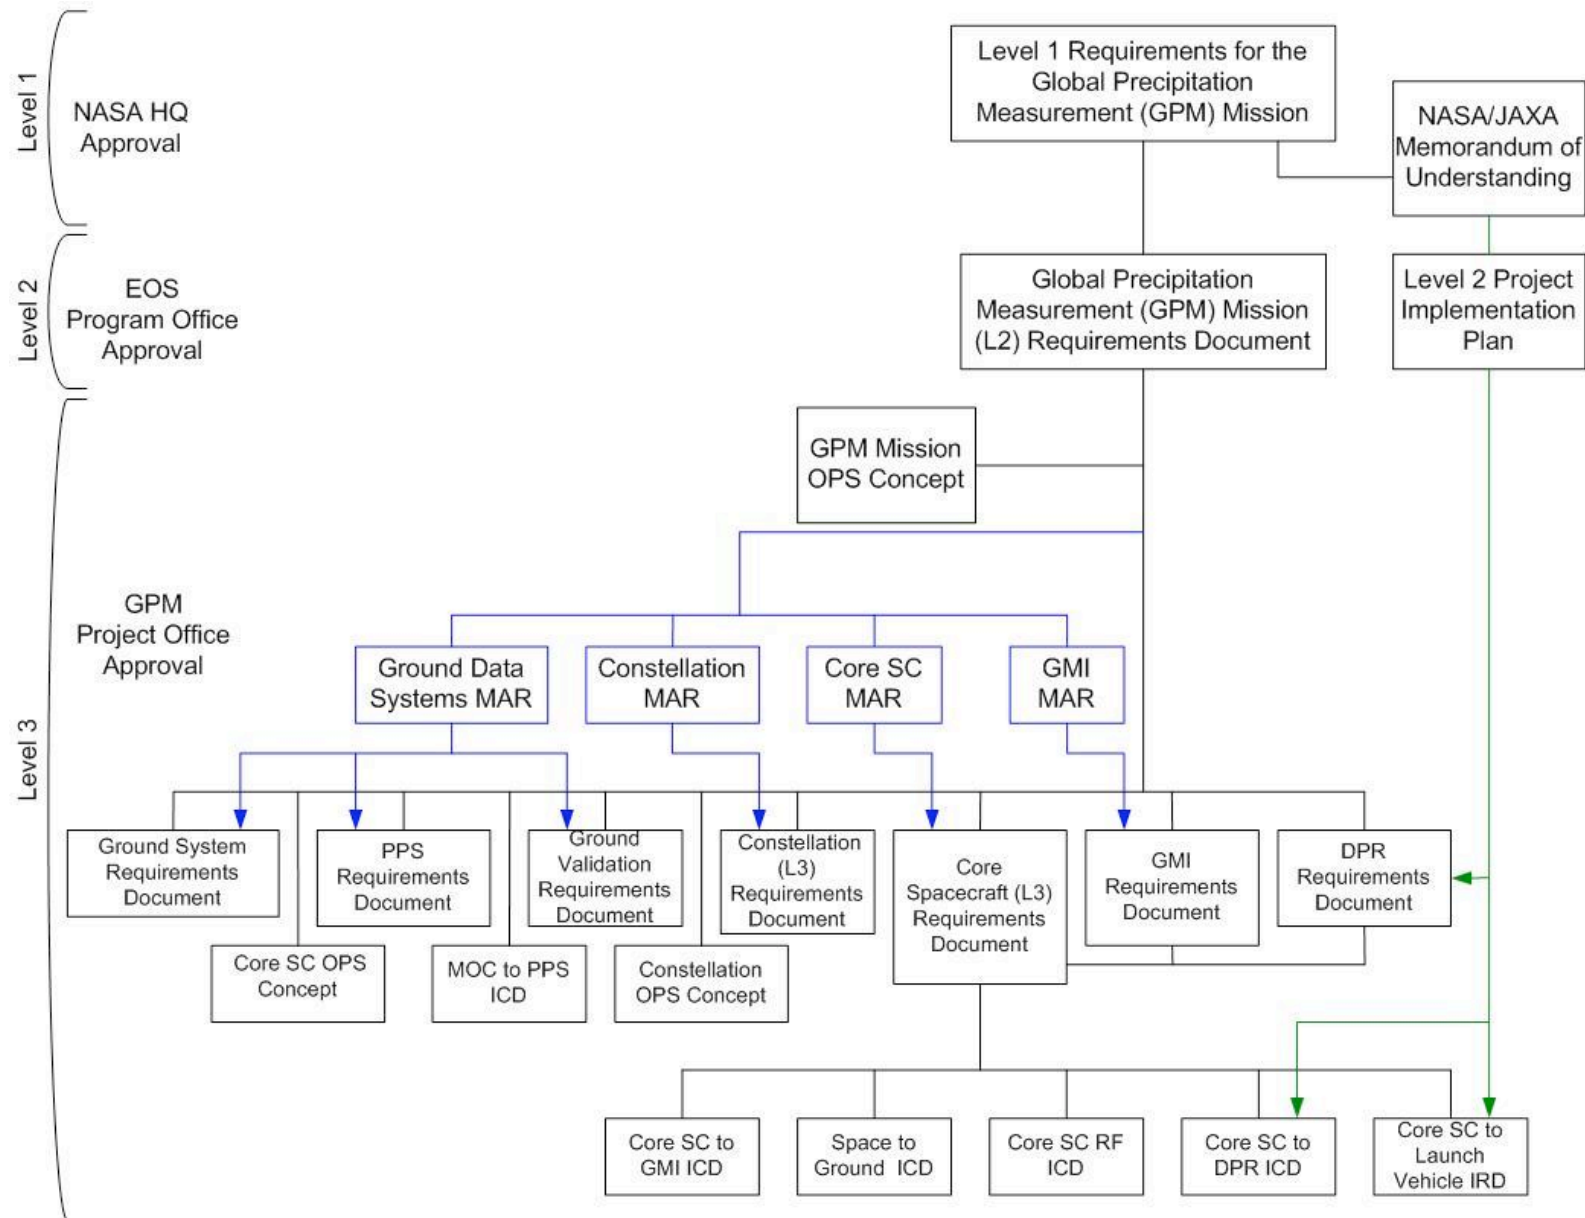 Level 1
NASA HQ
Approval
Level 1 Requirements for the
Global Precipitation
Measurement (GPM) Mission
NASA/JAXA
Memorandum of
Understanding
Level 2
EOS
Program Office
Approval
Global Precipitation
Measurement (GPM) Mission
(L2) Requirements Document
Level 2 Project
Implementation
Plan
Level 3
GPM
Project Office
Approval
GPM Mission
OPS Concept
Ground Data
Systems MAR
Constellation
MAR
Core SC
MAR
GMI
MAR
Ground System
Requirements
Document
PPS
Requirements
Document
Ground
Validation
Requirements
Document
Constellation
(L3)
Requirements
Document
Core
Spacecraft (L3)
Requirements
Document
GMI
Requirements
Document
DPR
Requirements
Document
Core SC OPS
Concept
MOC to PPS
ICD
Constellation
OPS Concept
Core SC to
GMI ICD
Space to
Ground ICD
Core SC RF
ICD
Core SC to
DPR ICD
Core SC to
Launch
Vehicle IRD